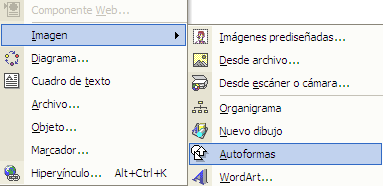 Componente Web...
Imagen
Diagrama...
Cuadro de texto
Archivo...
Objeto...
Marcador...
Hipervínculo... Alt+Ctrl+K
Imágenes prediseñadas...
Desde archivo...
Desde escáner o cámara...
Organigrama
Nuevo dibujo
Autoformas
WordArt...